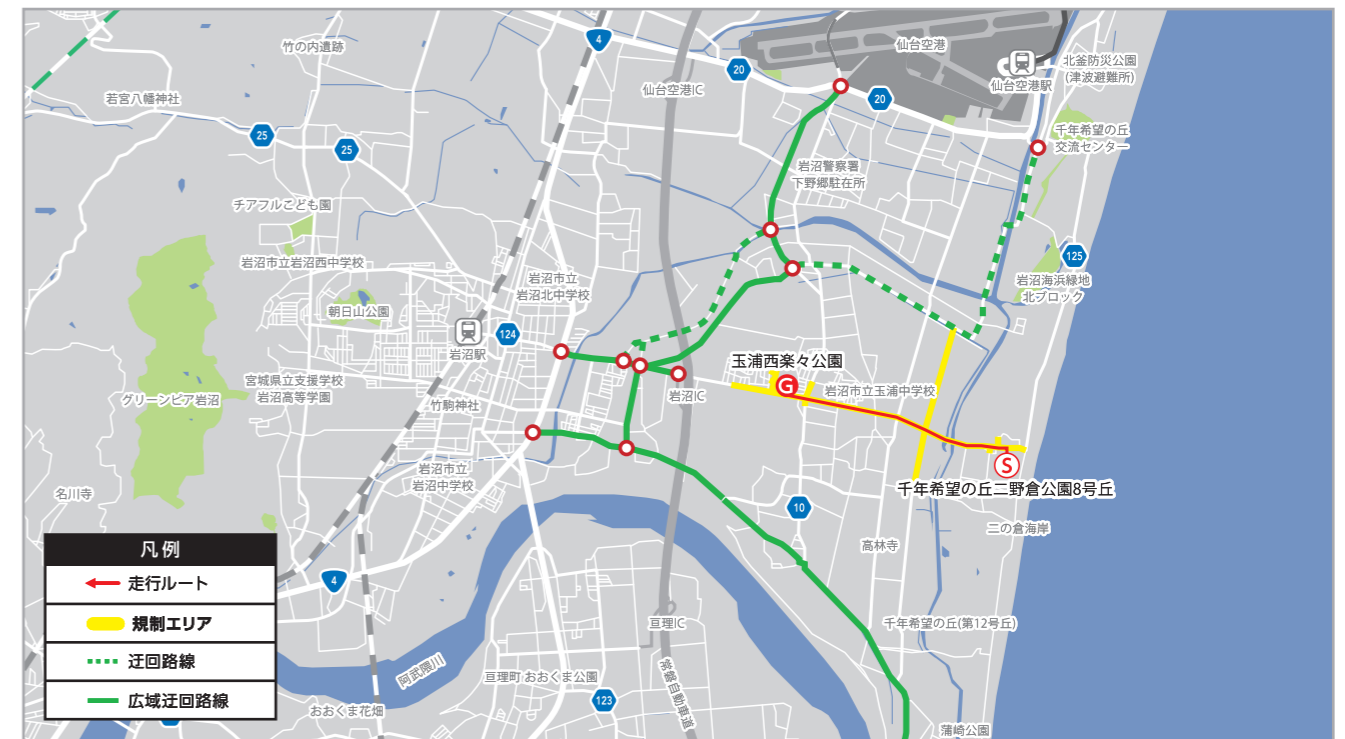 4
仙台空港
竹の内遺跡
北釜防災公園
(津波避難所)
20
仙台空港駅
仙台空港IC
20
若宮八幡神社
25
千年希望の丘
交流センター
25
岩沼警察署
下野郷駐在所
チアフルこども園
125
岩沼市立岩沼西中学校
岩沼市立
岩沼北中学校
岩沼海浜緑地
北ブロック
朝日山公園
124
岩沼駅
玉浦西楽々公園
G
宮城県立支援学校
岩沼高等学園
岩沼IC
岩沼市立玉浦中学校
グリーンピア岩沼
竹駒神社
S
岩沼市立
岩沼中学校
千年希望の丘二野倉公園8号丘
名川寺
10
二の倉海岸
高林寺
凡例
走行ルート
規制エリア
迂回路線
広域迂回路線
4
亘理IC
千年希望の丘(第12号丘)
阿武隈川
亘理町 おおくま公園
常磐自動車道
123
おおくま花畑
蒲崎公園